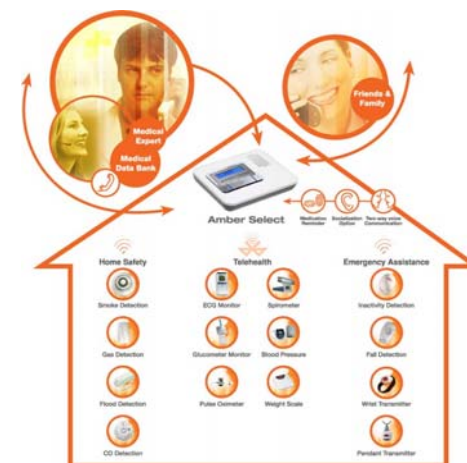 Friends &
Family
Medical
Expert
Medical
Data Bank
Amber Select
Medication
Reminder
Socialisation
Option
Two way voice
Communication
Home Safety
Telehealth
Emergency Assistance
Smoke Detection
ECG Monitor
Spirometer
Inactivity Detection
Gas Detection
Glucometer Monitor
Blood Pressure
Fall Detection
Flood Detection
Pulse Oximeter
Weight Scale
Wrist Transmitter
CO Detection
Pendant Transmitter